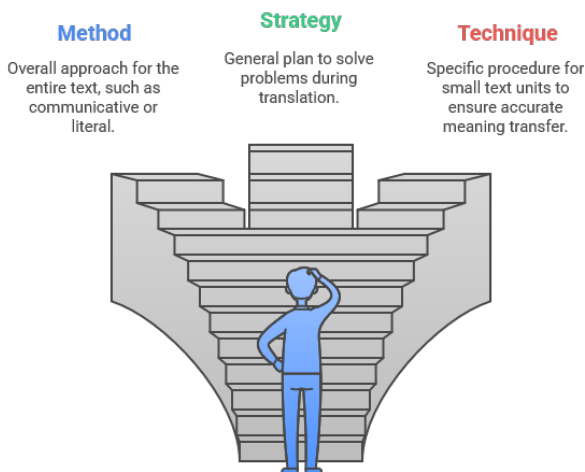 Method
Overall approach for the
entire text, such as
communicative or
literal.
Strategy
General plan to solve
problems during
translation.
Technique
Specific procedure for
small text units to
ensure accurate
meaning transfer.